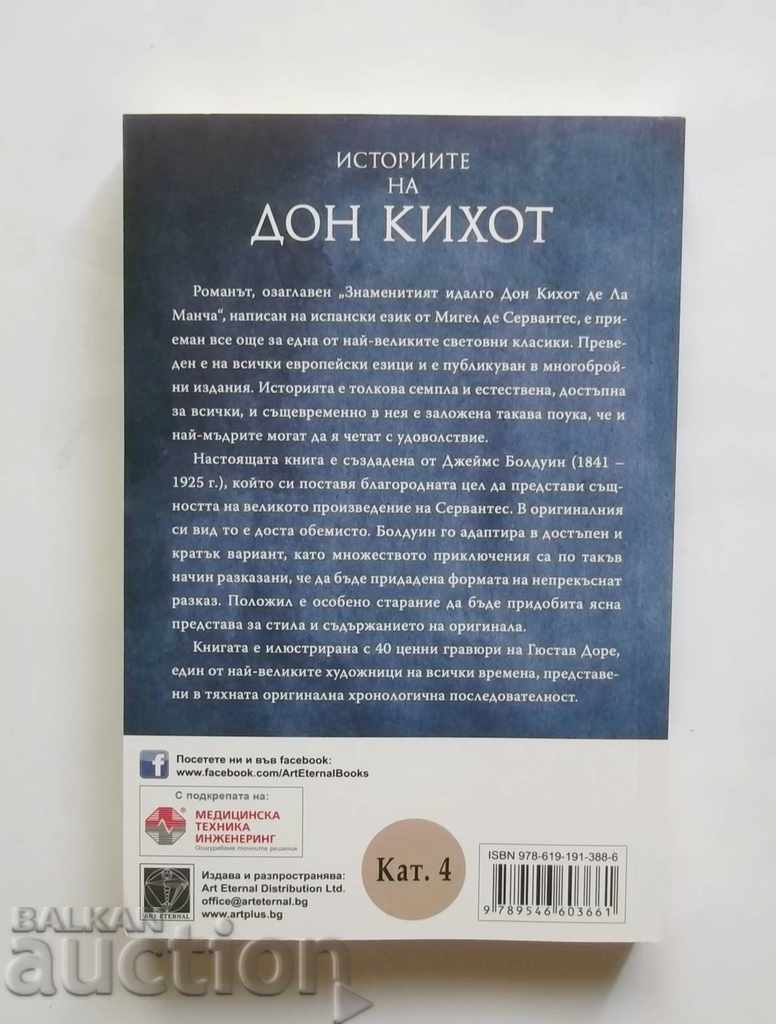 ИСТОРИИТЕ
НА
ДОН КИХОТ
Романът, озаглавен „Знаменитият идалго Дон Кихот де Ла
Манча“, написан на испански език от Мигел де Сервантес, е при-
еман все още за една от най-великите световни класики. Преве-
ден е на всички европейски езици и е публикуван в многоброй-
ни издания. Историята е толкова семпла и естествена, достъпна
за всички, и същевременно в нея е заложена такава поука, че и
най-мъдрите могат да я четат с удоволствие.
Настоящата книга е създадена от Джеймс Болдуин (1841 –
1925 г.), който си поставя благородната цел да представи същ-
ността на великото произведение на Сервантес. В оригиналния
си вид то е доста обемисто. Болдуин го адаптира в достъпен и
кратък вариант, като множеството приключения са по такъв
начин разказани, че да бъде придадена формата на непрекъснат
разказ. Положил е особено старание да бъде придобита ясна
представа за стила и съдържанието на оригинала.
Книгата е илюстрирана с 40 ценни гравюри на Гюстав Доре,
един от най-великите художници на всички времена, представе-
ни в тяхната оригинална хронологична последователност.
Посетете ни и във facebook:
www.facebook.com/ArtEternalBooks
С подкрепата на:
МЕДИЦИНСКА
ТЕХНИКА
ИНЖЕНЕРИНГ
Осигуряваме точните решения
Издава и разпространява:
Art Eternal Distribution Ltd.
office@arteternal.bg
www.artplus.bg
ART ETERNAL
Кат. 4
ISBN 978-619-191-388-6
9 789546 603661
BALKAN
auction